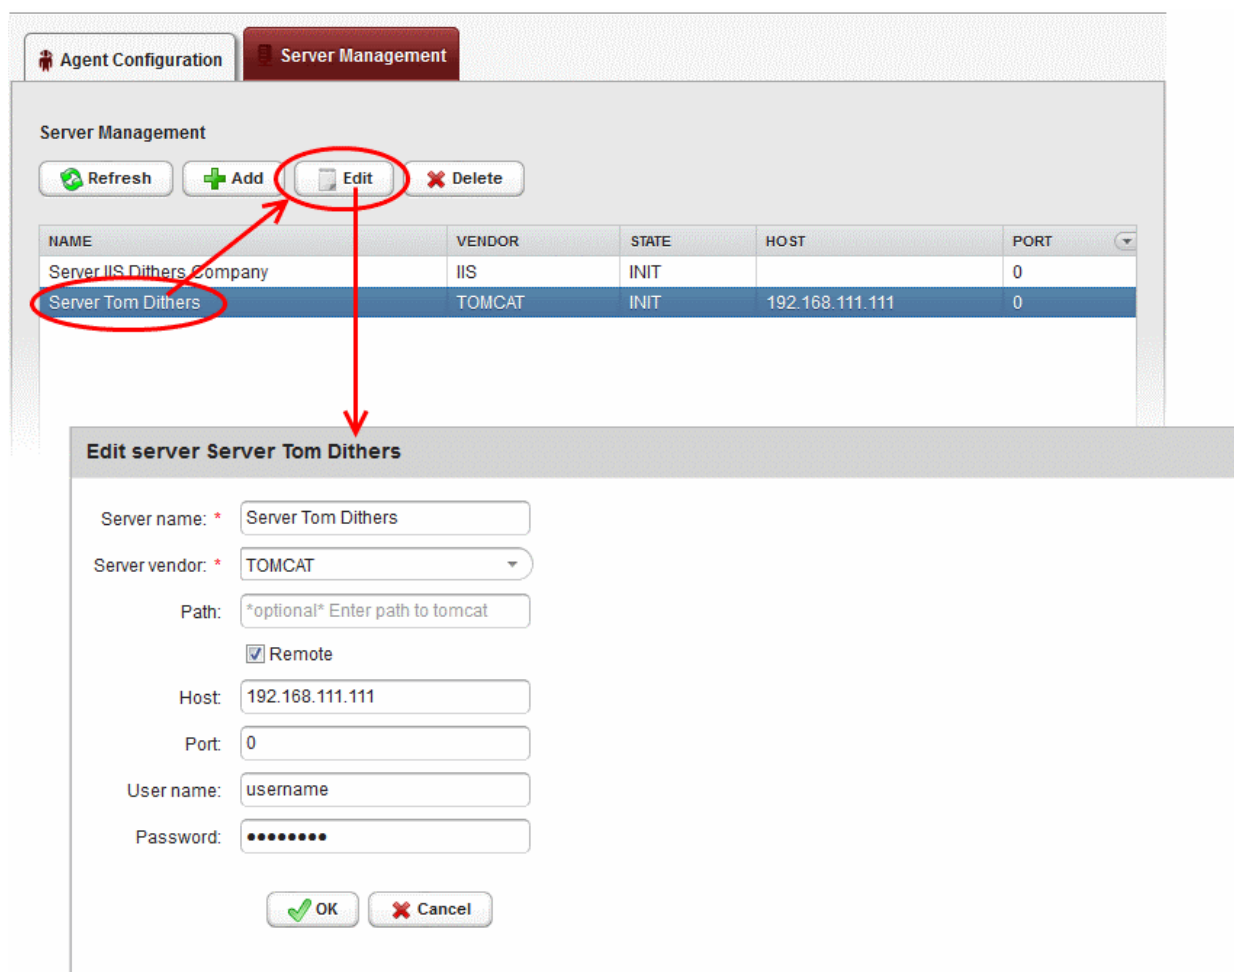 Agent Configuration Server Management
Server Management
Refresh Add Edit Delete
NAME VENDOR STATE HOST PORT
Server IIS Dithers Company IIS INIT 0
Server Tom Dithers TOMCAT INIT 192.168.111.111 0
Edit server Server Tom Dithers
Server name: * Server Tom Dithers
Server vendor: * TOMCAT
Path: *optional* Enter path to tomcat
Remote
Host: 192.168.111.111
Port: 0
User name: username
Password: ••••••••
OK Cancel